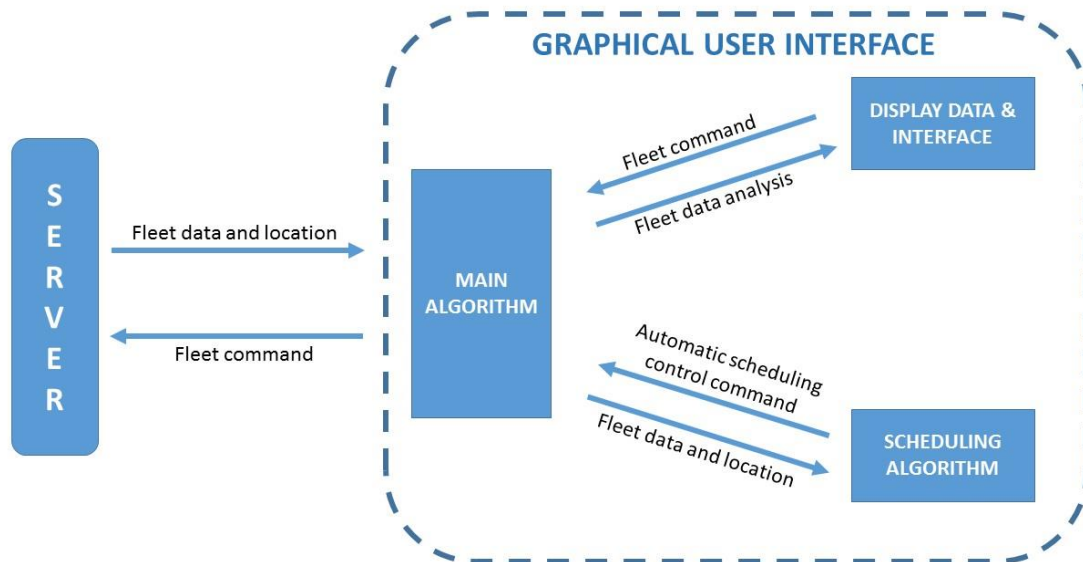 GRAPHICAL USER INTERFACE
SERVER
Fleet data and location
Fleet command
MAIN
ALGORITHM
Fleet command
Fleet data analysis
DISPLAY DATA &
INTERFACE
Automatic scheduling
control command
Fleet data and location
SCHEDULING
ALGORITHM